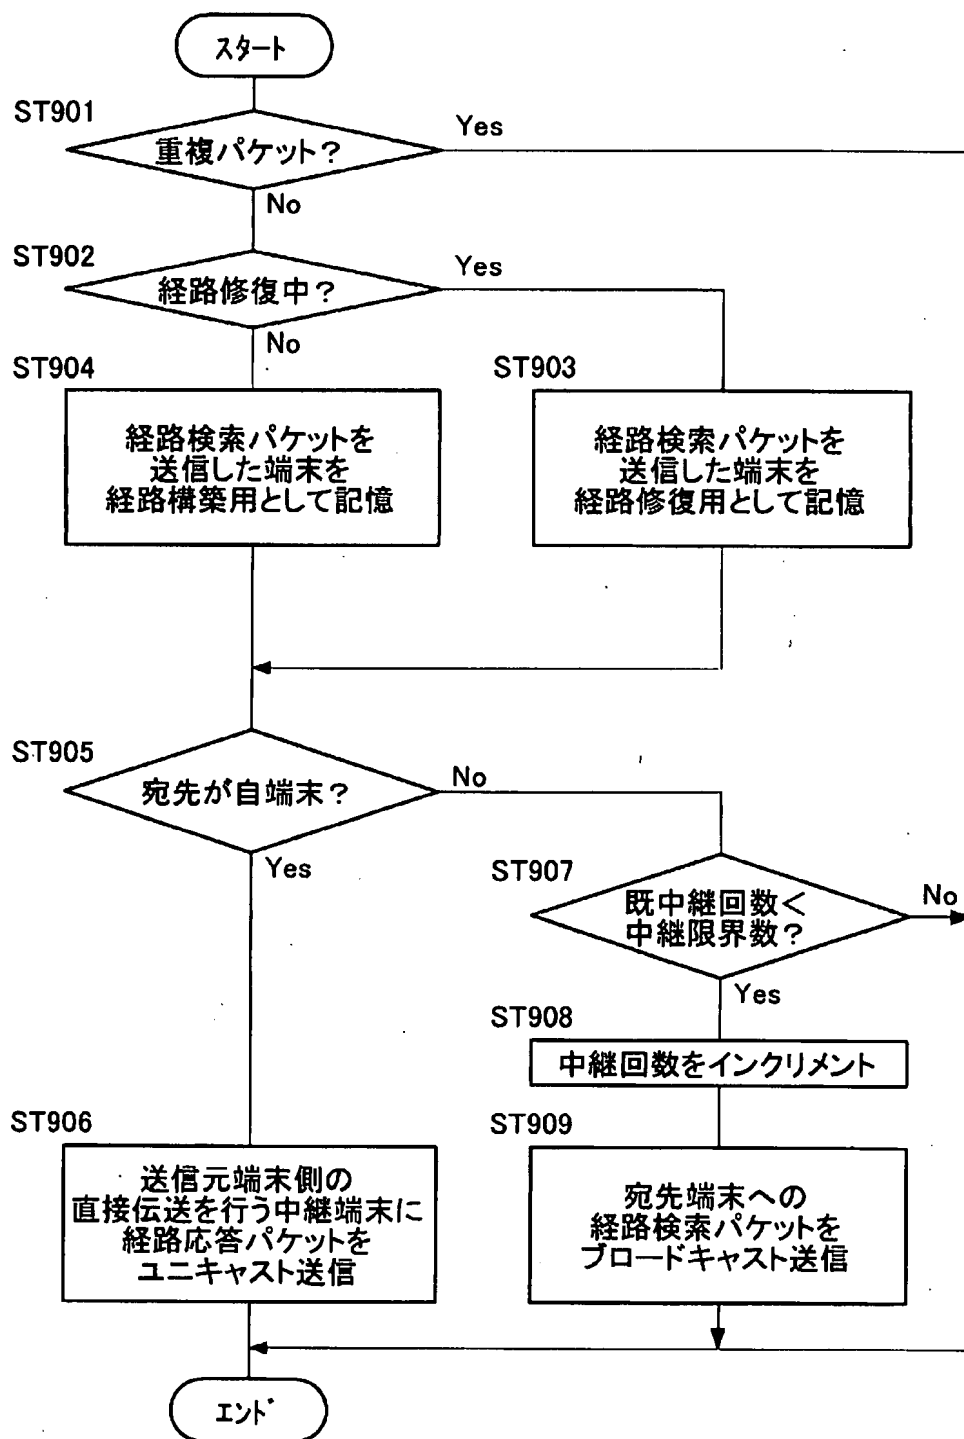 スタート
ST901
重複パケット？
Yes
No
ST902
経路修復中？
Yes
No
ST904
経路検索パケットを
送信した端末を
経路構築用として記憶
ST903
経路検索パケットを
送信した端末を
経路修復用として記憶
ST905
宛先が自端末？
No
Yes
ST907
既中継回数＜
中継限界数？
No
Yes
ST908
中継回数をインクリメント
ST906
送信元端末側の
直接伝送を行う中継端末に
経路応答パケットを
ユニキャスト送信
ST909
宛先端末への
経路検索パケットを
ブロードキャスト送信
エンド